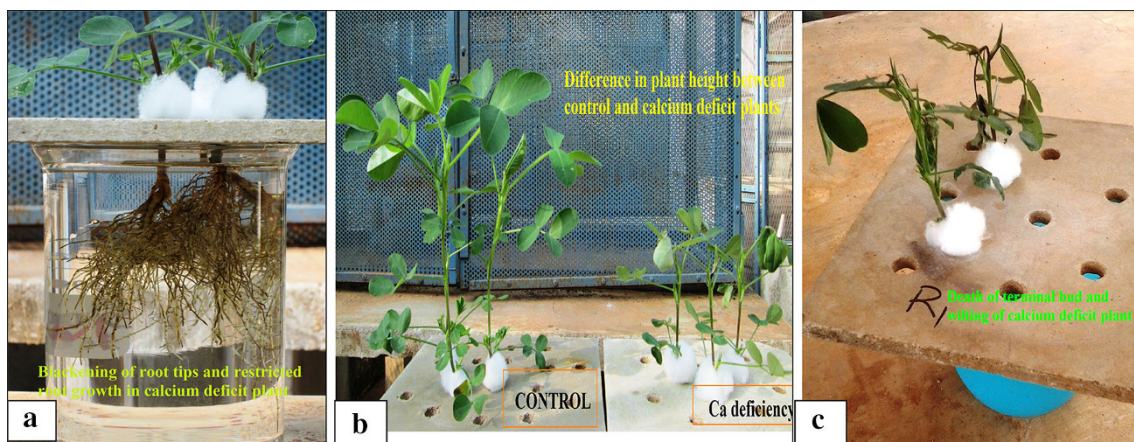 Blackening of root tips and restricted
root growth in calcium deficit plant
a
Difference in plant height between
control and calcium deficit plants
CONTROL
Ca deficiency
b
R1
Death of terminal bud and
wilting of calcium deficit plant
c